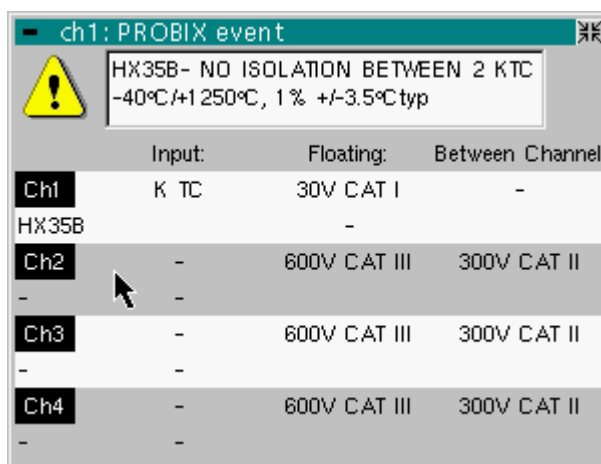 ch1: PROBIX event
HX35B- NO ISOLATION BETWEEN 2 KTC
-40°C/+1250°C, 1% +/-3.5°C typ
Input: Floating: Between Channel
Ch1 K TC 30V CAT I -
HX35B -
Ch2 - 600V CAT III 300V CAT II
- -
Ch3 - 600V CAT III 300V CAT II
- -
Ch4 - 600V CAT III 300V CAT II
- -